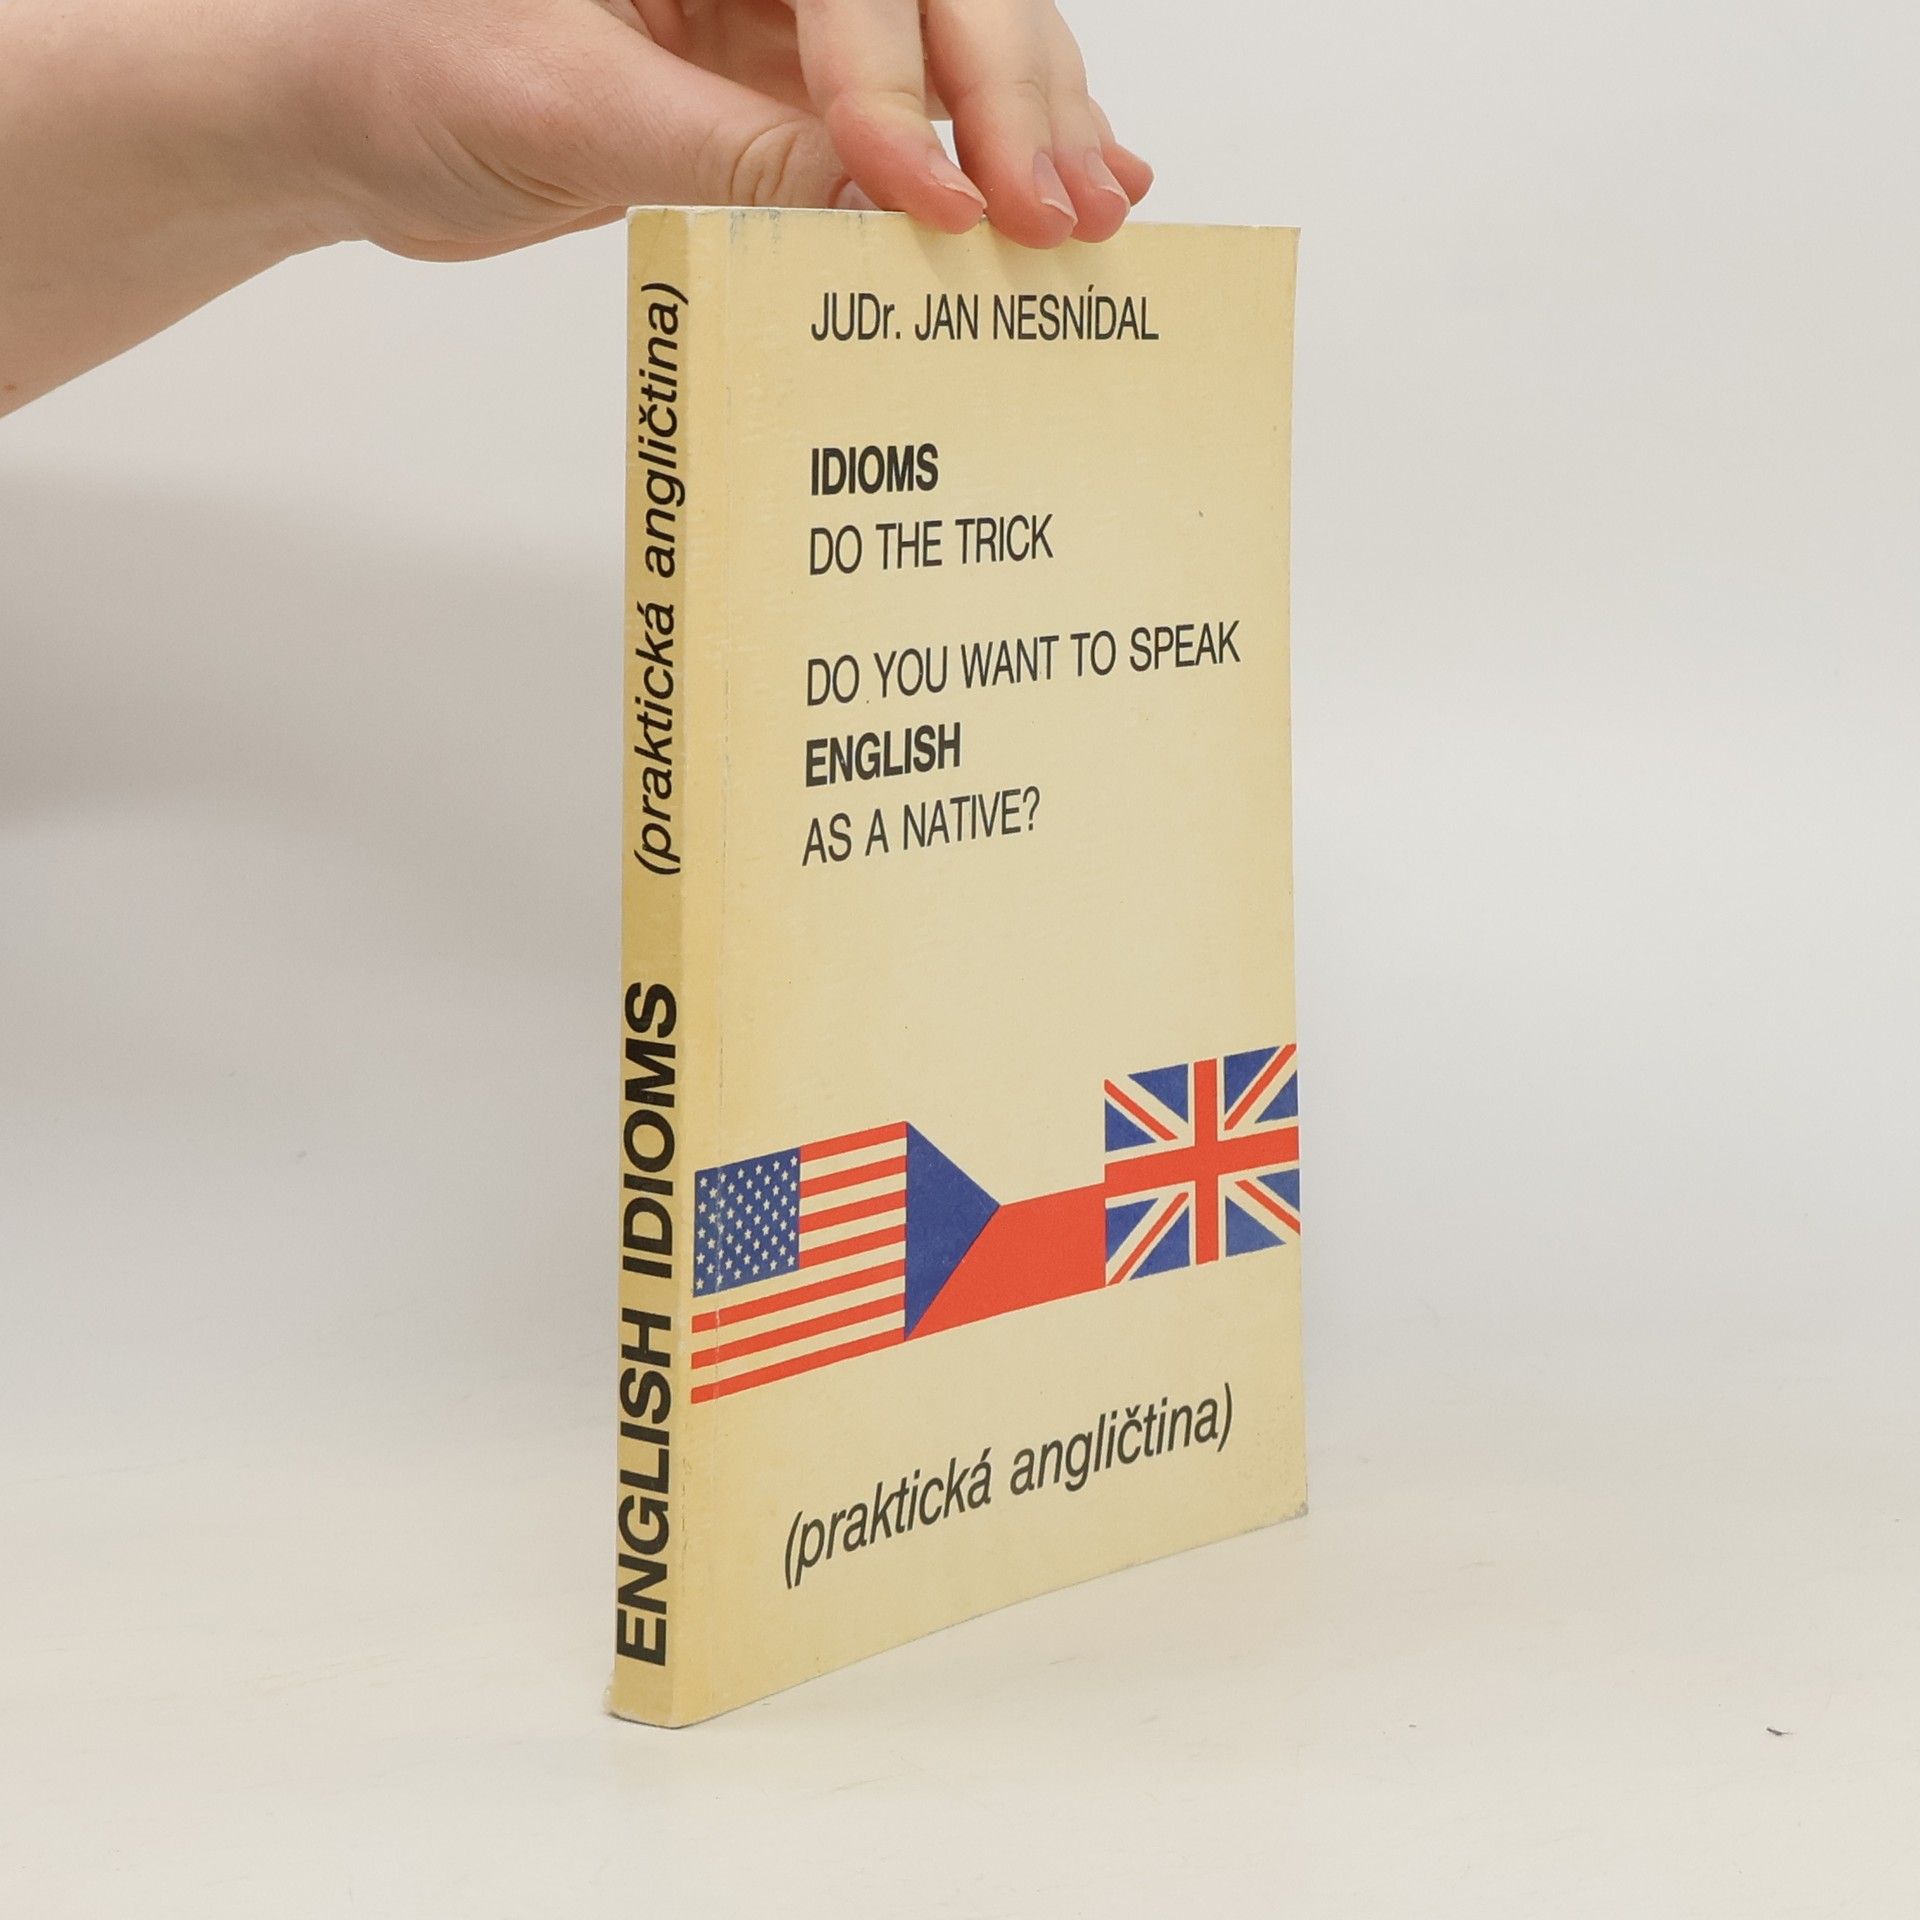 JUDr. JAN NESNÍDAL
IDIOMS
DO THE TRICK
DO YOU WANT TO SPEAK
ENGLISH
AS A NATIVE?
(praktická angličtina)
ENGLISH IDIOMS (praktická angličtina)